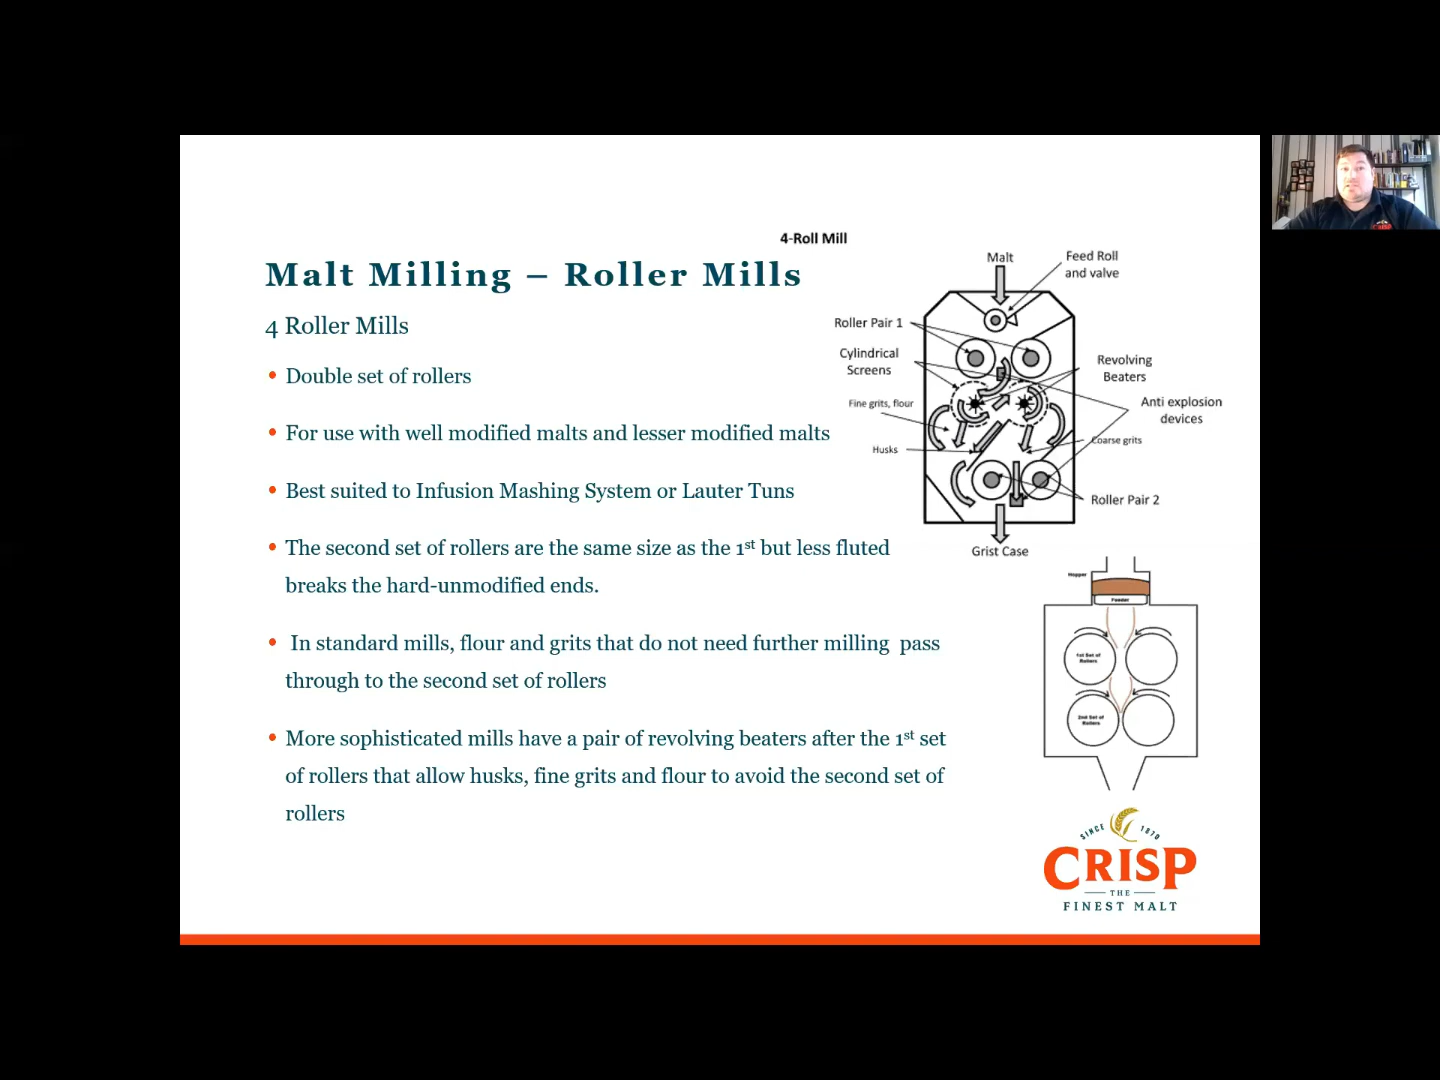 4-Roll Mill
Malt Milling – Roller Mills
4 Roller Mills
• Double set of rollers
• For use with well modified malts and lesser modified malts
• Best suited to Infusion Mashing System or Lauter Tuns
• The second set of rollers are the same size as the 1st but less fluted
breaks the hard-unmodified ends.
• In standard mills, flour and grits that do not need further milling pass
through to the second set of rollers
• More sophisticated mills have a pair of revolving beaters after the 1st set
of rollers that allow husks, fine grits and flour to avoid the second set of
rollers
Malt
Feed Roll
and valve
Roller Pair 1
Cylindrical
Screens
Revolving
Beaters
Fine grits, flour
Anti explosion
devices
Husks
Coarse grits
Roller Pair 2
Grist Case
Hopper
Feeder
1st Set of
Rollers
2nd Set of
Rollers
SINCE 1870
CRISP
THE
FINEST MALT
CRISP